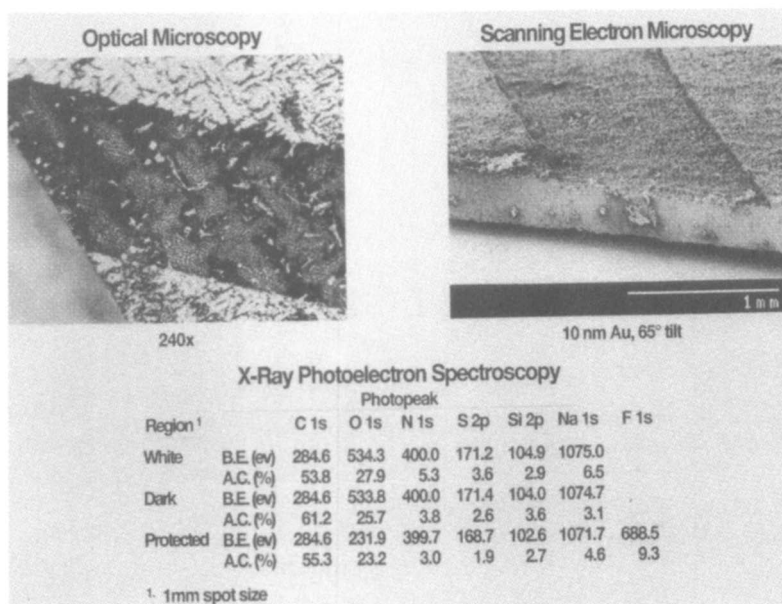 Optical Microscopy
Scanning Electron Microscopy
1 mm
240x
10 nm Au, 65° tilt
X-Ray Photoelectron Spectroscopy
Photopeak
Region ¹ C 1s O 1s N 1s S 2p Si 2p Na 1s F 1s
White B.E. (ev) 284.6 534.3 400.0 171.2 104.9 1075.0
A.C. (%) 53.8 27.9 5.3 3.6 2.9 6.5
Dark B.E. (ev) 284.6 533.8 400.0 171.4 104.0 1074.7
A.C. (%) 61.2 25.7 3.8 2.6 3.6 3.1
Protected B.E. (ev) 284.6 231.9 399.7 168.7 102.6 1071.7 688.5
A.C. (%) 55.3 23.2 3.0 1.9 2.7 4.6 9.3
¹. 1mm spot size